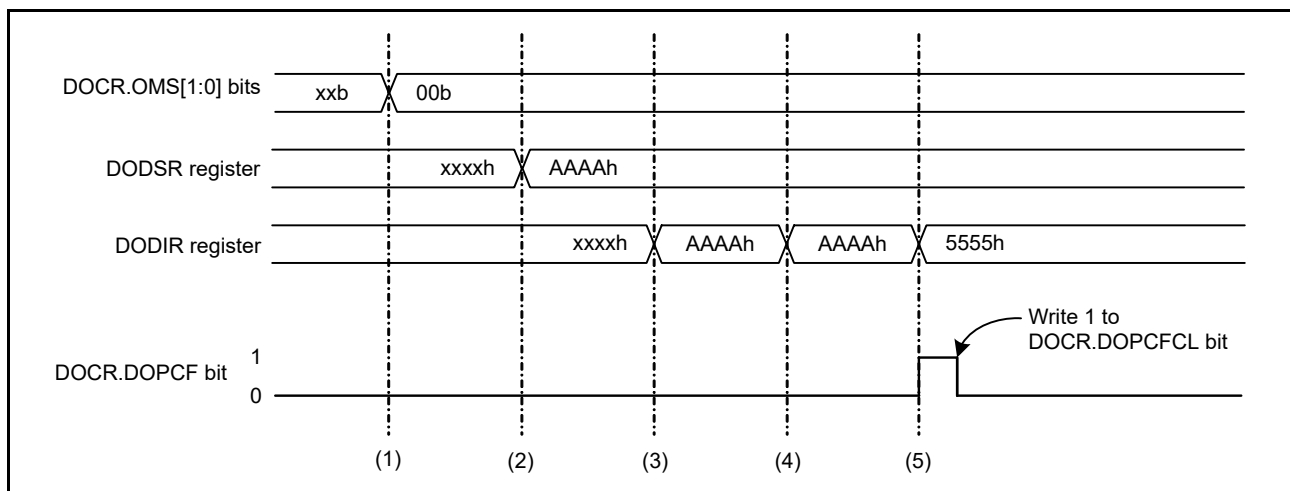 DOCR.OMS[1:0] bits xxb 00b
DODSR register xxxxh AAAAh
DODIR register xxxxh AAAAh AAAAh 5555h
Write 1 to
DOCR.DOPCFCL bit
1
DOCR.DOPCF bit
0
(1) (2) (3) (4) (5)